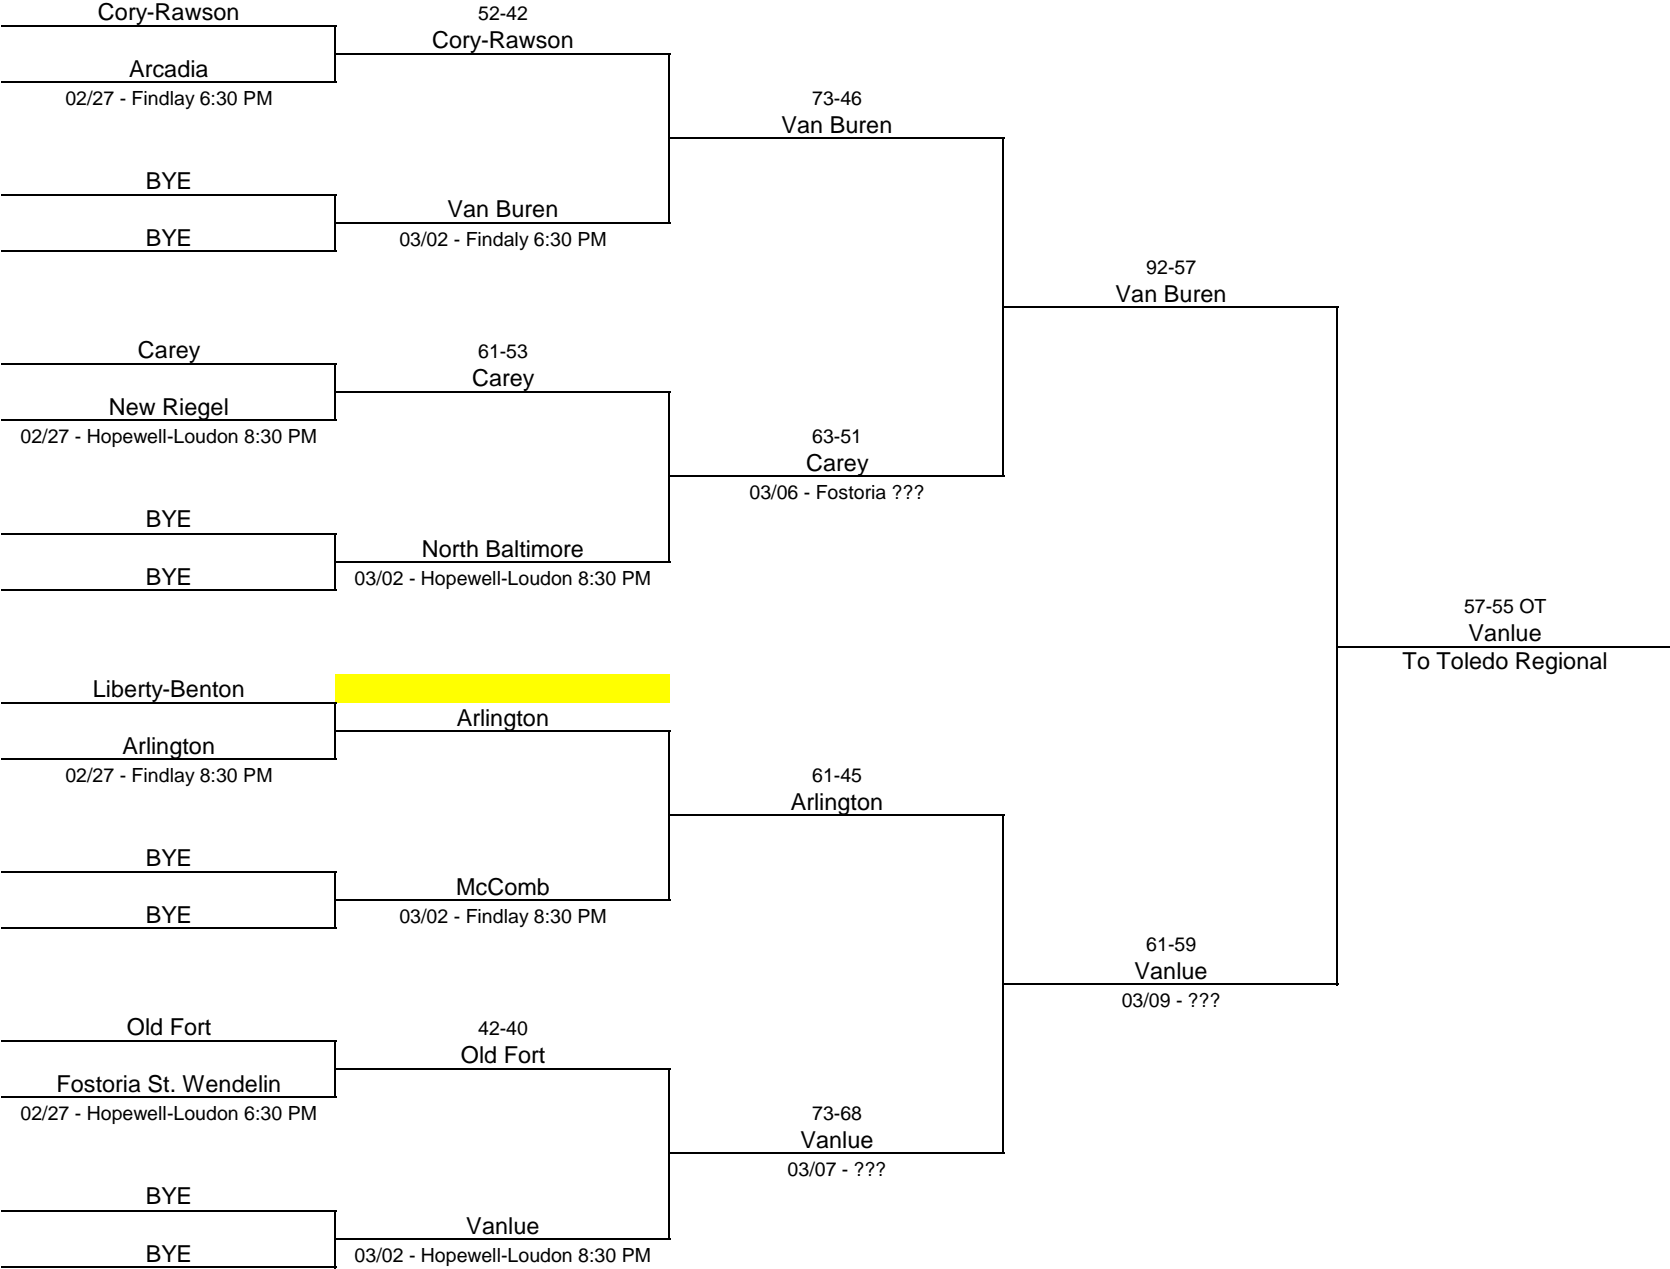 Cory-Rawson
Arcadia
02/27 - Findlay 6:30 PM
BYE
BYE
Carey
New Riegel
02/27 - Hopewell-Loudon 8:30 PM
BYE
BYE
Liberty-Benton
Arlington
02/27 - Findlay 8:30 PM
BYE
BYE
Old Fort
Fostoria St. Wendelin
02/27 - Hopewell-Loudon 6:30 PM
BYE
BYE
52-42
Cory-Rawson
Van Buren
03/02 - Findaly 6:30 PM
61-53
Carey
North Baltimore
03/02 - Hopewell-Loudon 8:30 PM
Arlington
McComb
03/02 - Findlay 8:30 PM
42-40
Old Fort
Vanlue
03/02 - Hopewell-Loudon 8:30 PM
73-46
Van Buren
63-51
Carey
03/06 - Fostoria ???
61-45
Arlington
73-68
Vanlue
03/07 - ???
92-57
Van Buren
61-59
Vanlue
03/09 - ???
57-55 OT
Vanlue
To Toledo Regional